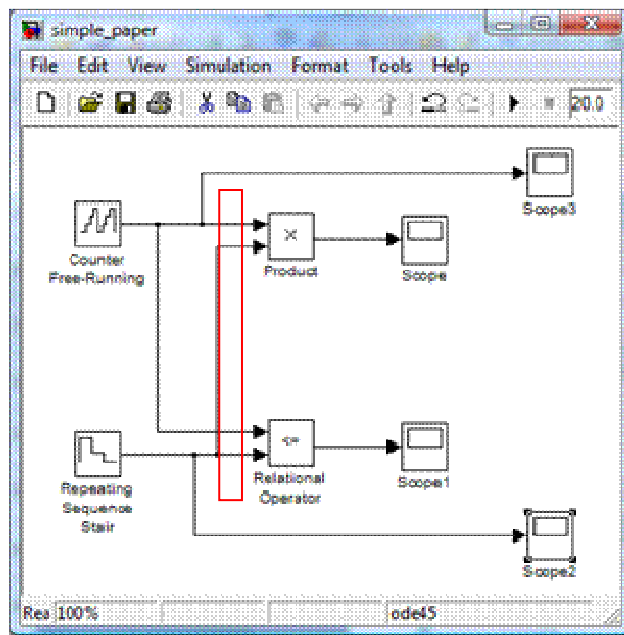 simple_paper
File Edit View Simulation Format Tools Help
20.0
Scope3
Counter
Free-Running
Product
Scope
<=
Relational
Operator
Scope1
Repeating
Sequence
Stair
Scope2
Rea 100% ode45